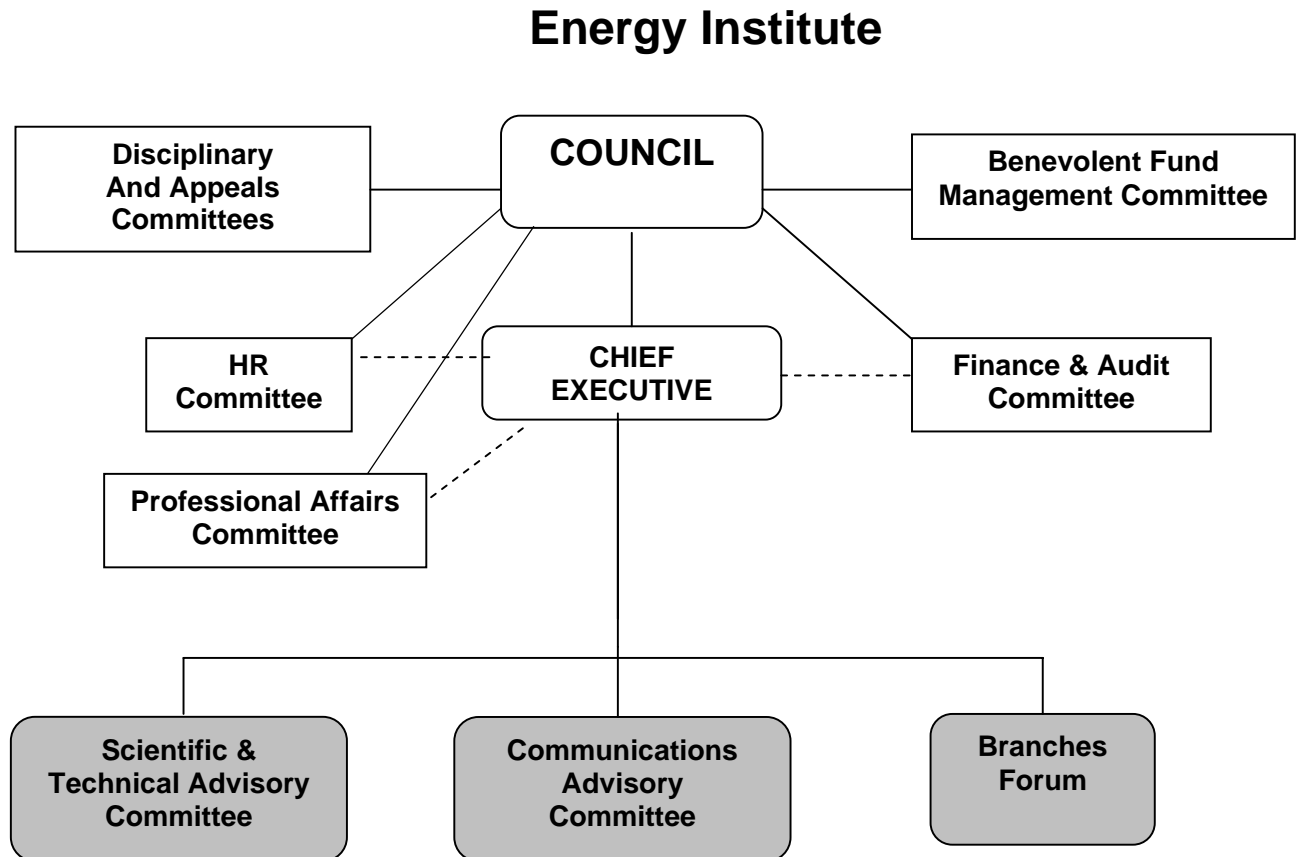 Energy Institute
Disciplinary
And Appeals
Committees
COUNCIL
Benevolent Fund
Management Committee
HR
Committee
CHIEF
EXECUTIVE
Finance & Audit
Committee
Professional Affairs
Committee
Scientific &
Technical Advisory
Committee
Communications
Advisory
Committee
Branches
Forum